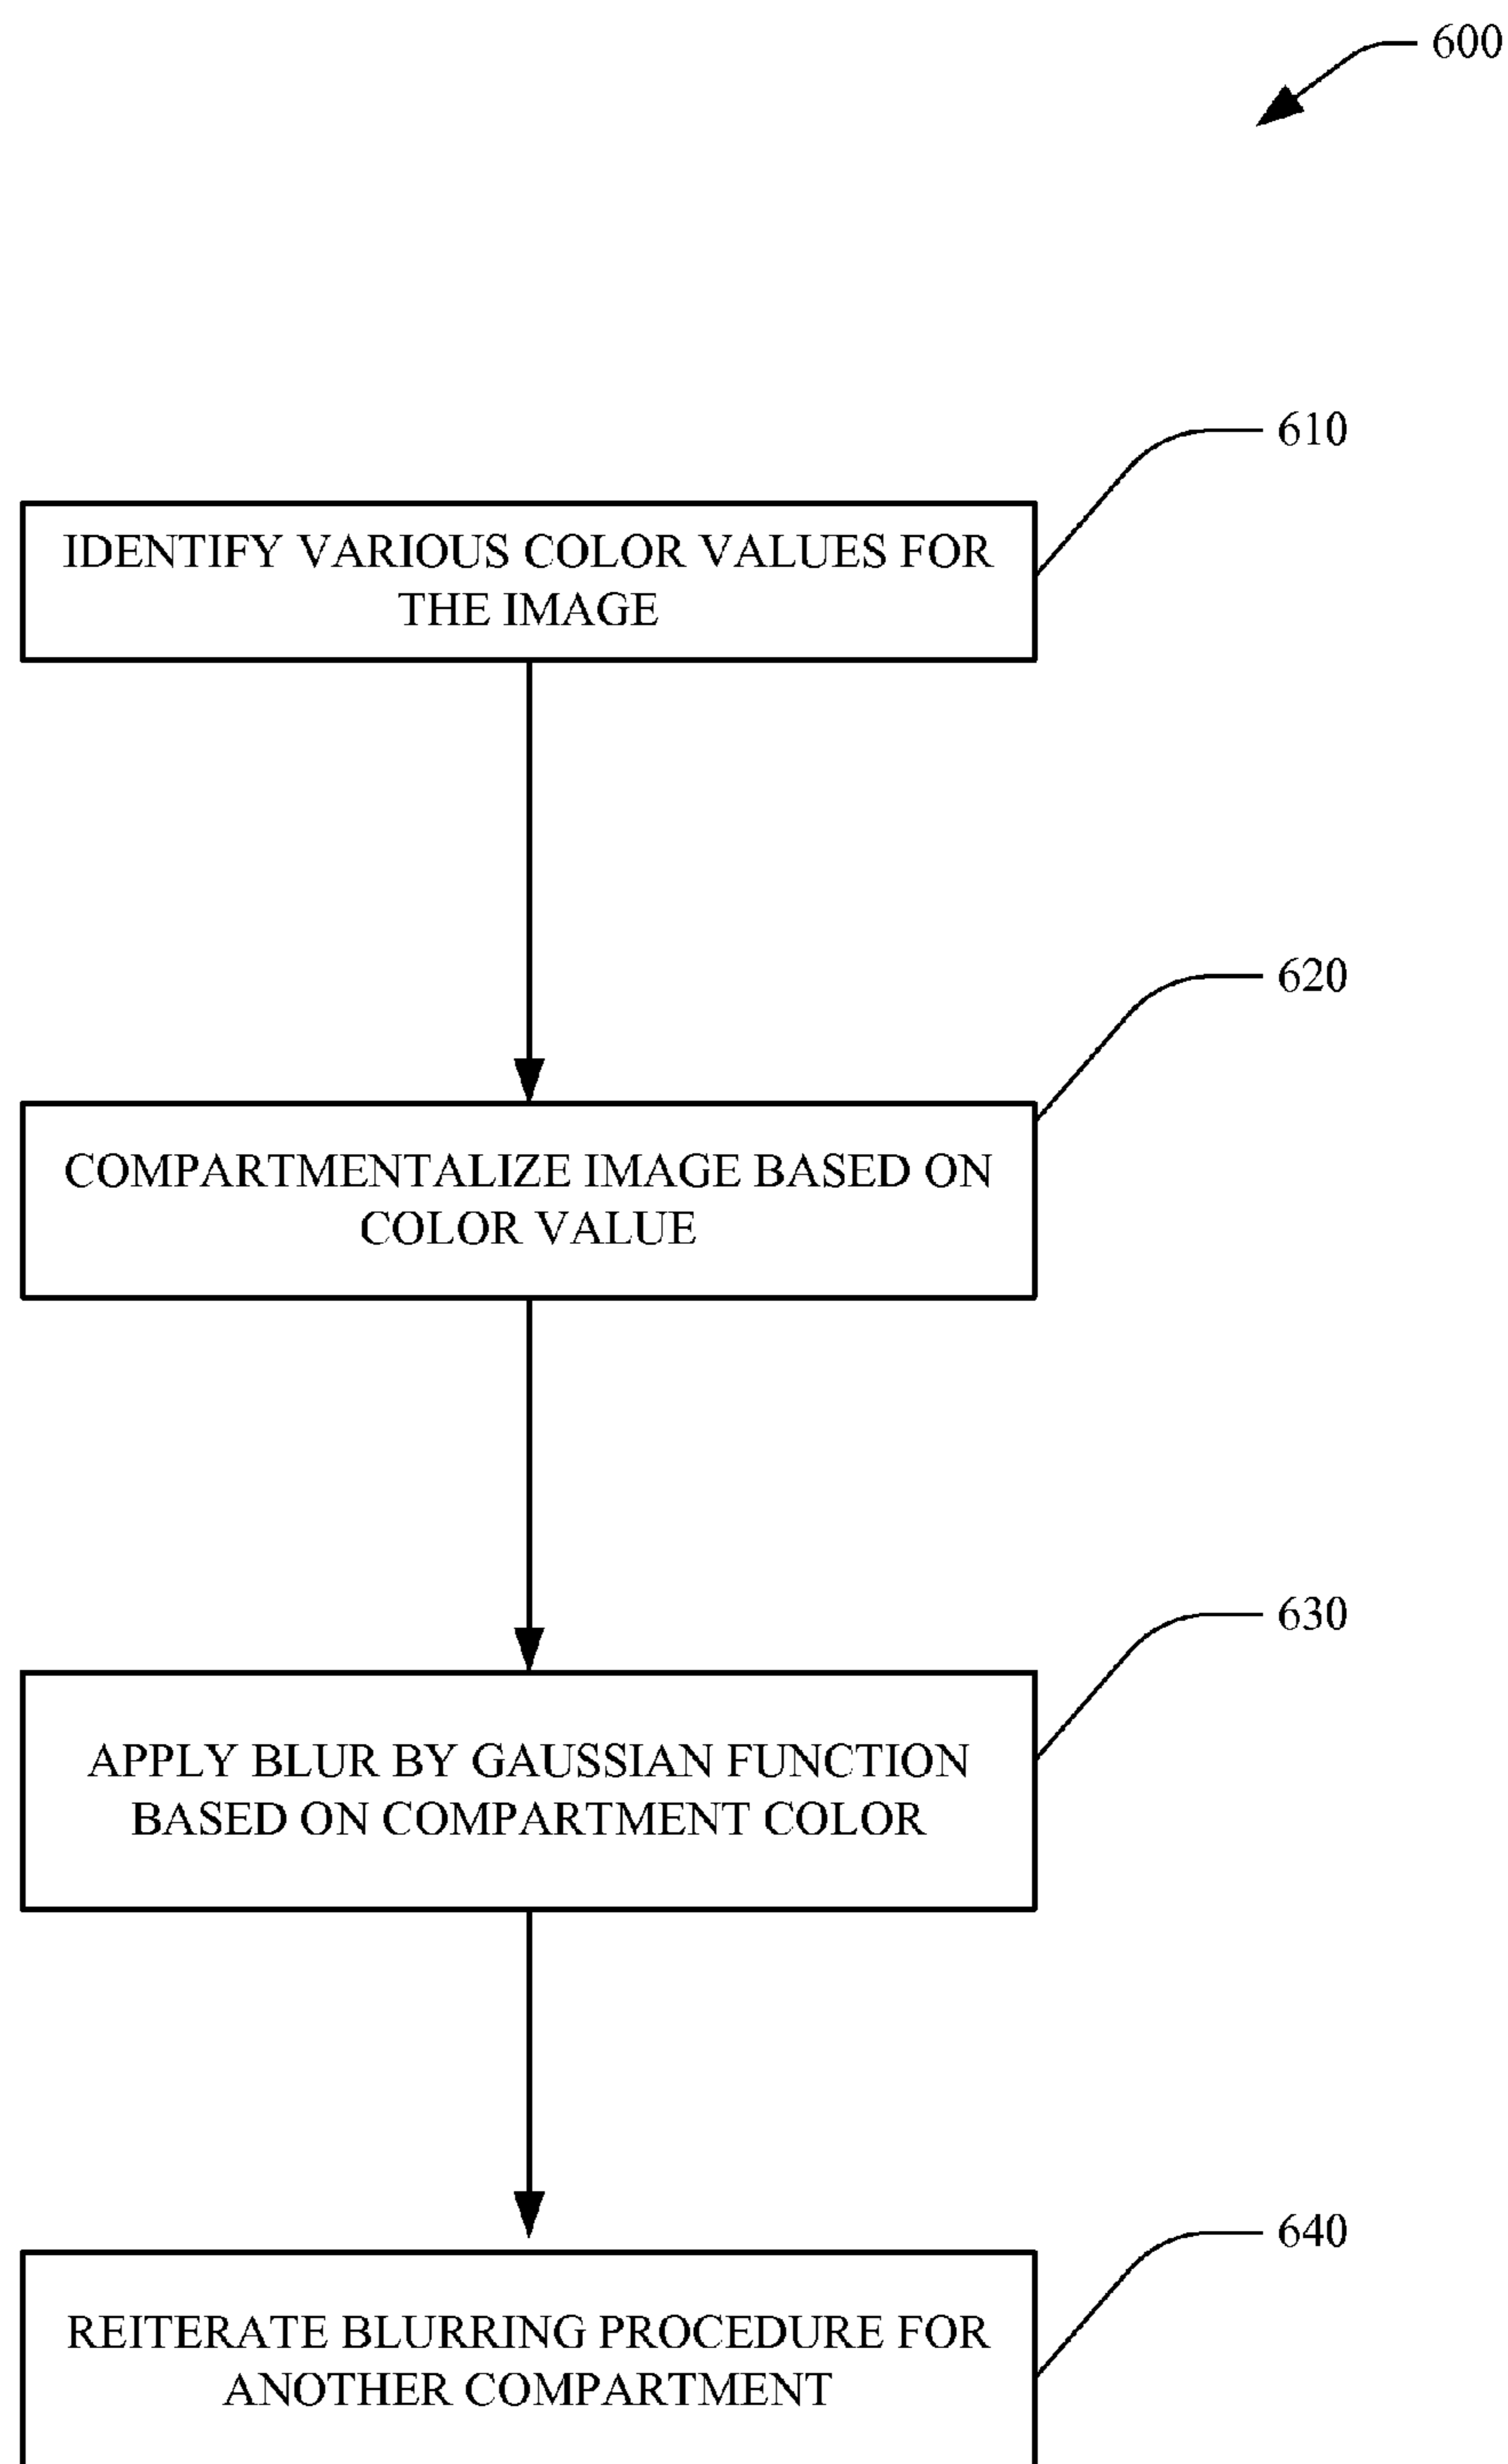 600
610
IDENTIFY VARIOUS COLOR VALUES FOR
THE IMAGE
620
COMPARTMENTALIZE IMAGE BASED ON
COLOR VALUE
630
APPLY BLUR BY GAUSSIAN FUNCTION
BASED ON COMPARTMENT COLOR
640
REITERATE BLURRING PROCEDURE FOR
ANOTHER COMPARTMENT